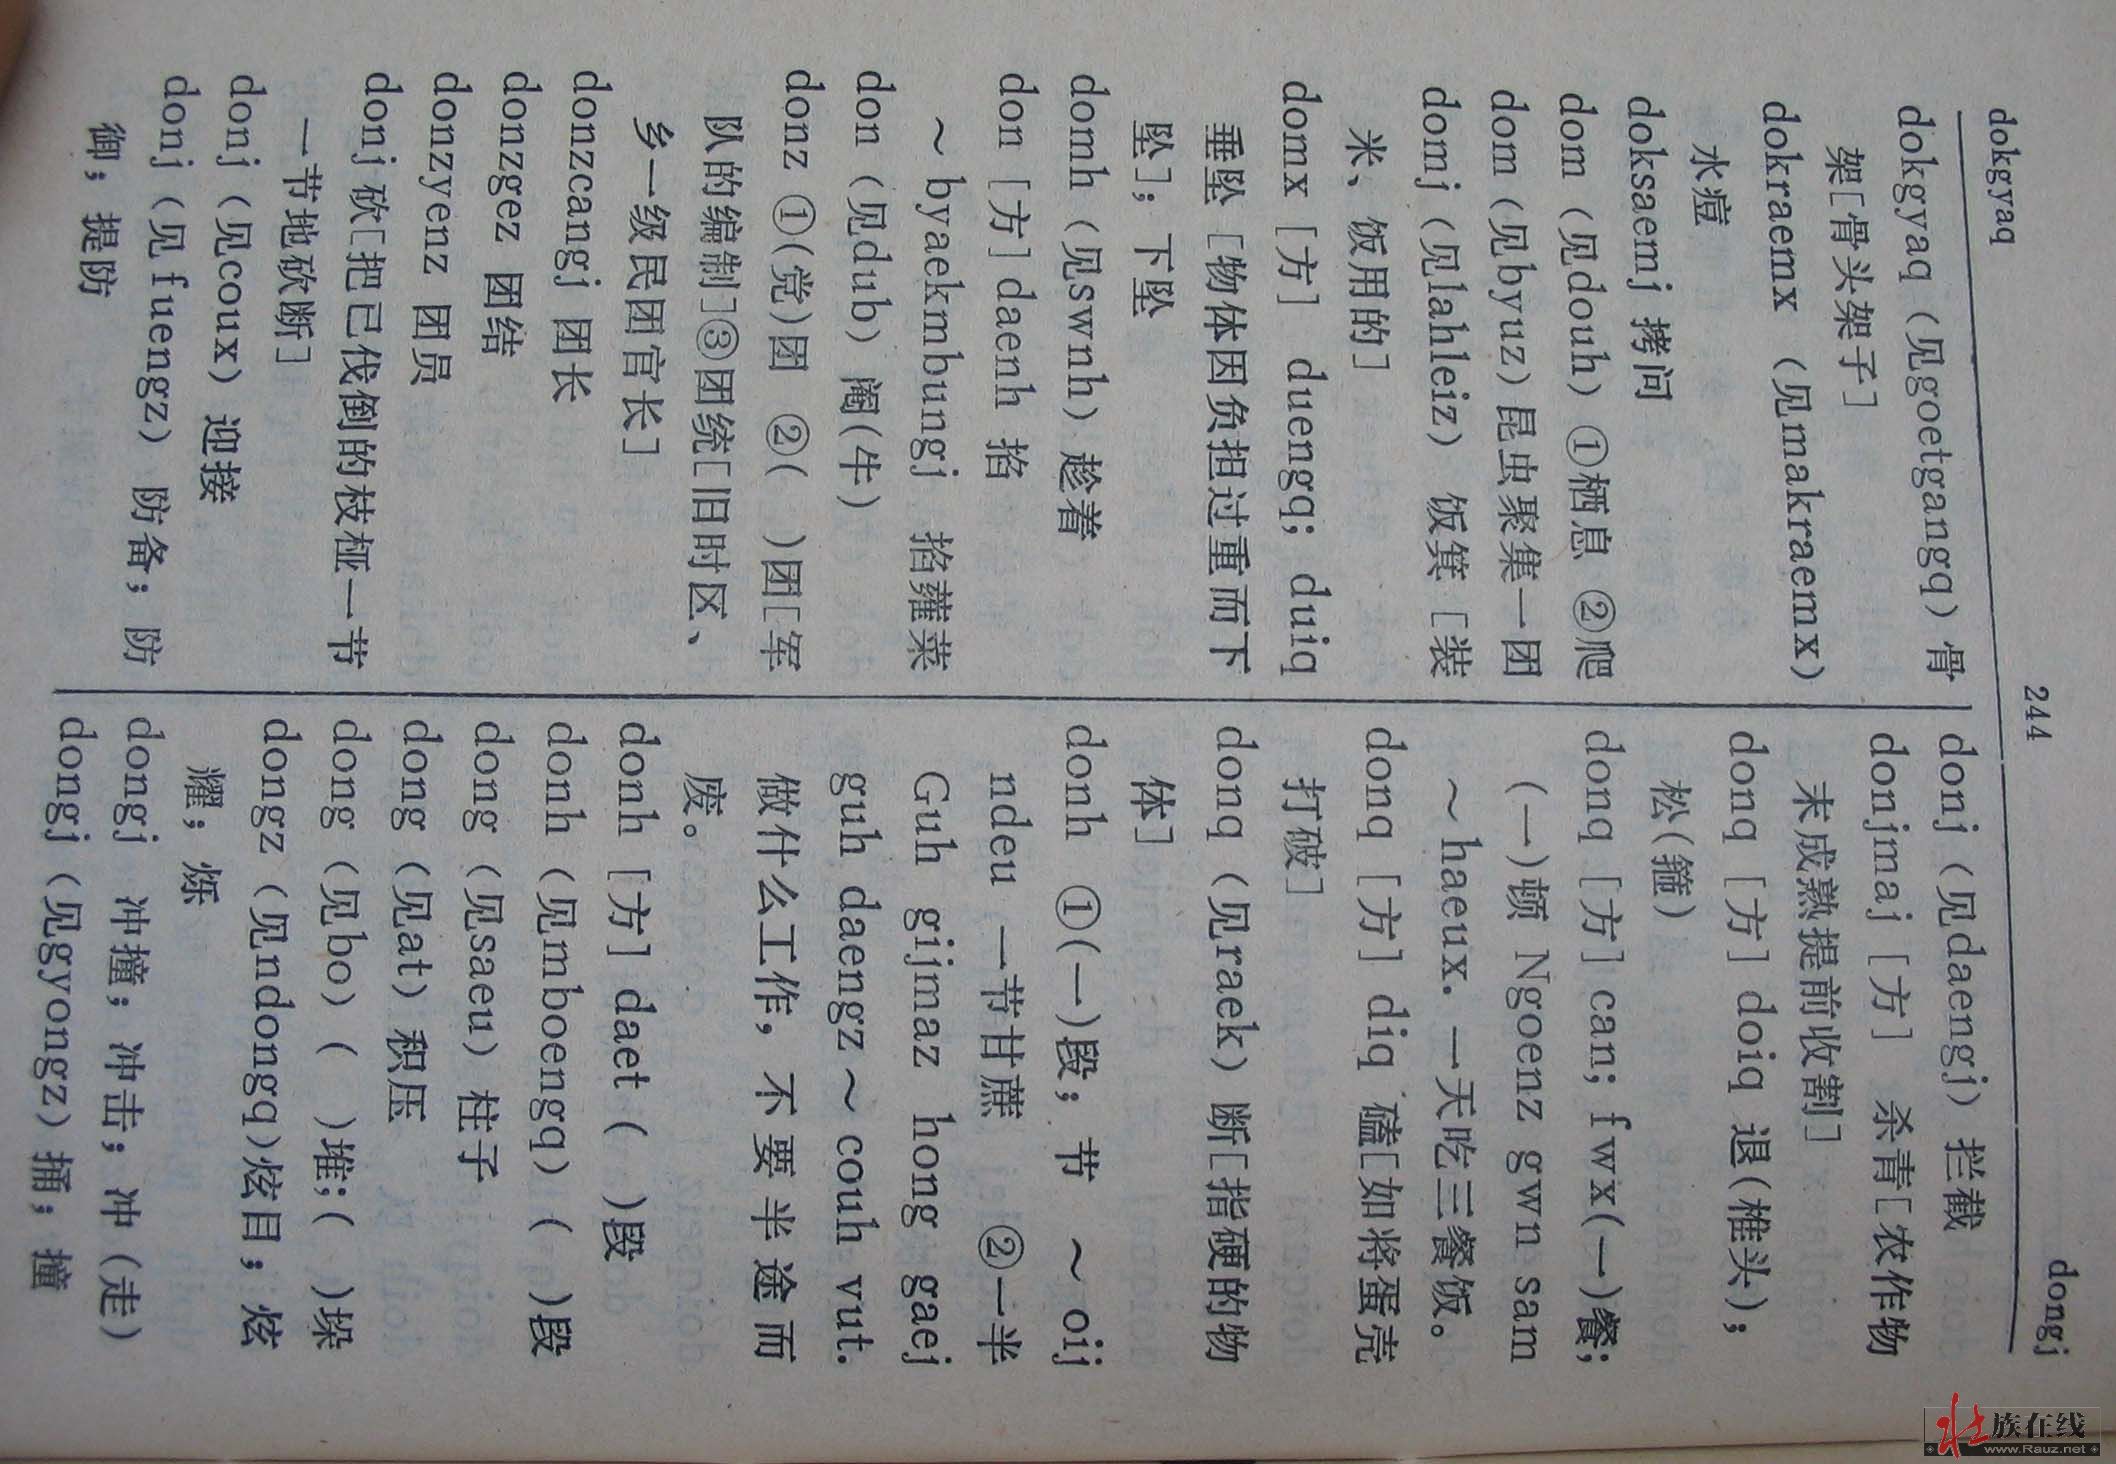 dokgyaq
244
dongj
dokgyaq (见goetgangq) 骨
架[骨头架子]
dokraemx (见makraemx)
水痘
doksaemj 拷问
dom (见douh) ①栖息 ②爬
dom (见byuz) 昆虫聚集一团
domj (见lahleiz) 饭箕 [装
米、饭用的]
domx [方] duengq; duiq
垂坠 [物体因负担过重而下
坠]; 下坠
domh (见swnh) 趁着
don [方] daenh 掐
～byaekmbungj 掐蕹菜
don (见dub) 阉(牛)
donz ①(党)团 ②( )团[军
队的编制]③团统[旧时区、
乡一级民团官长]
donzcangj 团长
donzgez 团结
donzyenz 团员
donj 砍[把已伐倒的枝桠一节
一节地砍断]
donj (见coux) 迎接
donj (见fuengz) 防备; 防
御; 提防
donj (见daengj) 拦截
donjmaj [方] 杀青[农作物
未成熟提前收割]
donq [方] doiq 退(椎头);
松(箍)
donq [方] can; fwx(一)餐;
(一)顿 Ngoenz gwn sam
～haeux. 一天吃三餐饭。
donq [方] diq 磕[如将蛋壳
打破]
donq (见raek) 断[指硬的物
体]
donh ①(一)段; 节 ～oij
ndeu 一节甘蔗 ②一半
Guh gijmaz hong gaej
guh daengz～couh vut.
做什么工作, 不要半途而
废。
donh [方] daet ( )段
donh (见mboengq) ( )段
dong (见saeu) 柱子
dong (见at) 积压
dong (见bo) ( )堆;( )垛
dongz (见ndongq)炫目; 炫
耀; 烁
dongj 冲撞; 冲击; 冲 (走)
dongj (见gyongz) 捅; 撞
壮族在线
www.Rauz.net